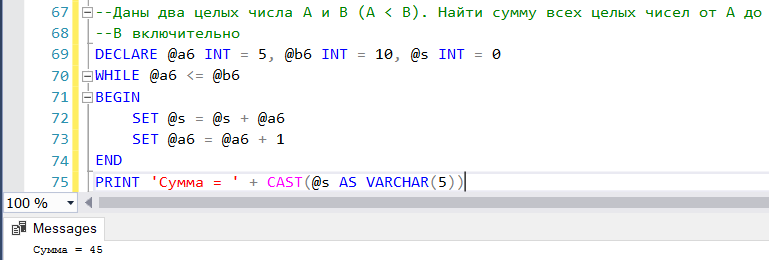 67 --Даны два целых числа A и B (A < B). Найти сумму всех целых чисел от A до
68 --B включительно
69 DECLARE @a6 INT = 5, @b6 INT = 10, @s INT = 0
70 WHILE @a6 <= @b6
71 BEGIN
72 SET @s = @s + @a6
73 SET @a6 = @a6 + 1
74 END
75 PRINT 'Сумма = ' + CAST(@s AS VARCHAR(5))
100 %
Messages
Сумма = 45